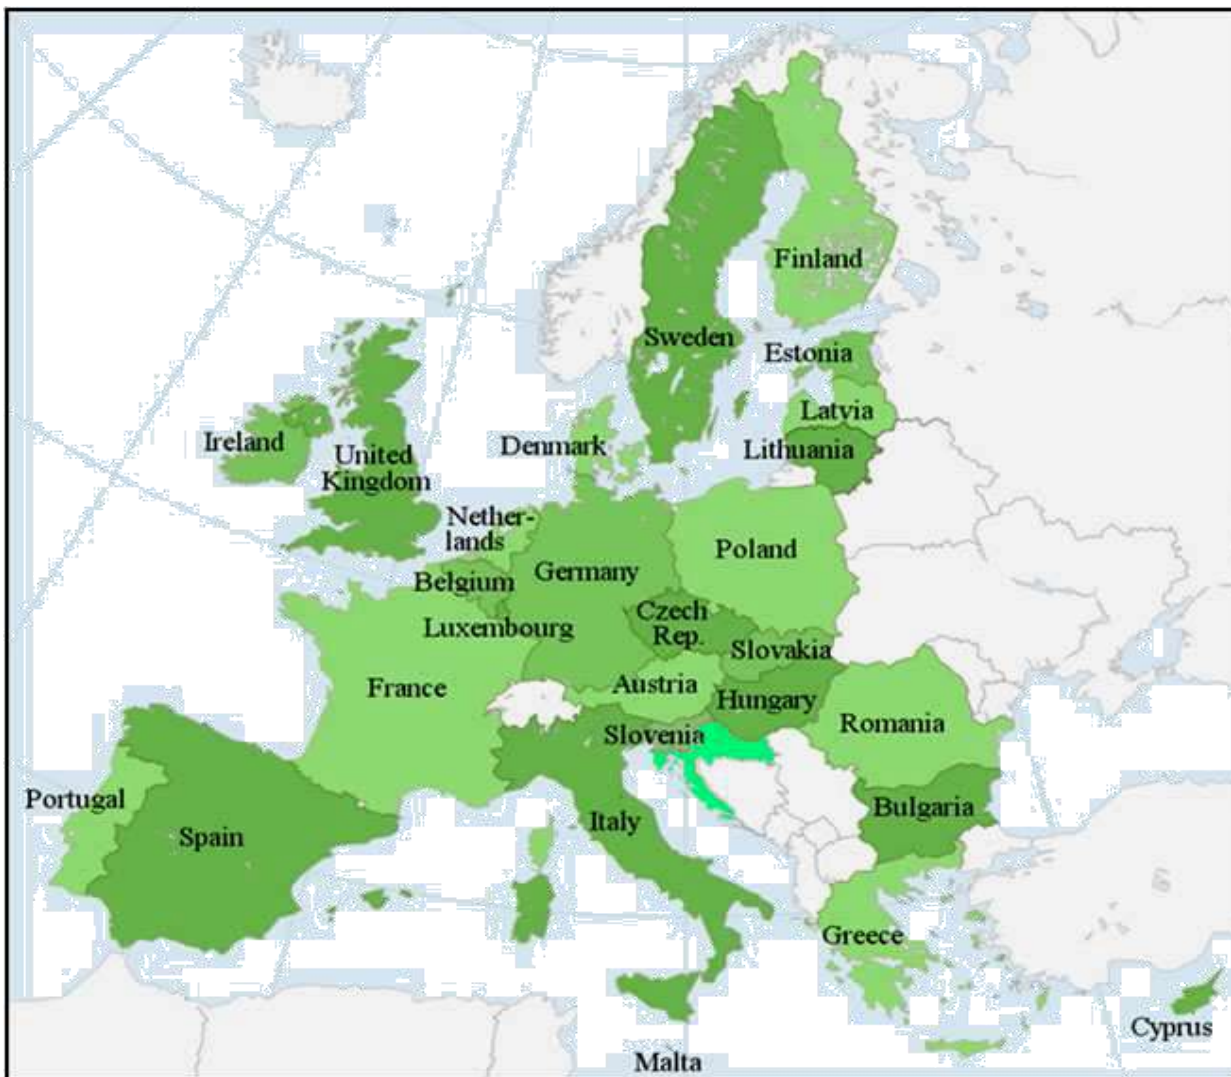 Finland
Sweden
Estonia
Latvia
Lithuania
Denmark
Ireland
United
Kingdom
Nether-
lands
Poland
Germany
Belgium
Czech
Rep.
Luxembourg
Slovakia
Austria
France
Hungary
Romania
Slovenia
Portugal
Bulgaria
Italy
Spain
Greece
Cyprus
Malta